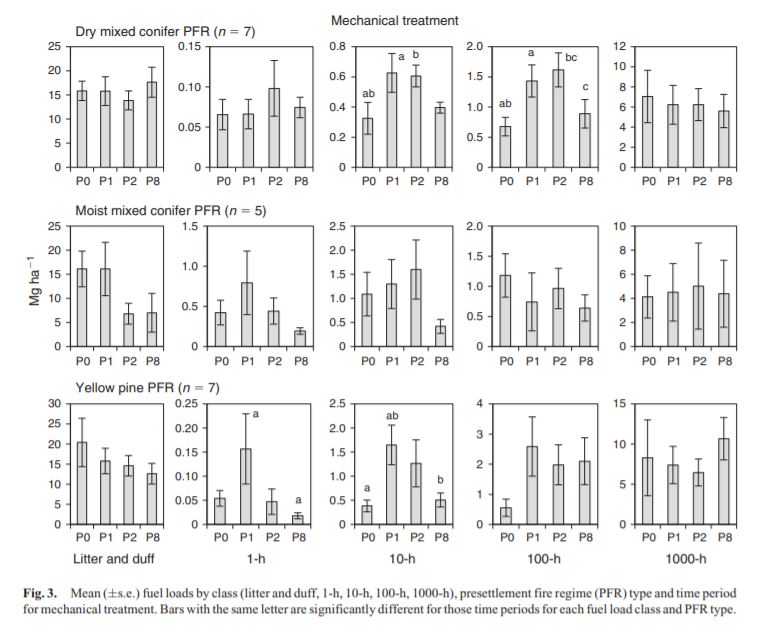 Mechanical treatment
Dry mixed conifer PFR (n = 7)
25 0.15 0.8 2.0 12
20 0.10 0.6 1.5 10
15 0.05 0.4 1.0 8
10 0 0.2 0.5 6
5 0 0 4
0 2
0
ab a b
ab a bc c
P0 P1 P2 P8 P0 P1 P2 P8 P0 P1 P2 P8 P0 P1 P2 P8 P0 P1 P2 P8
Moist mixed conifer PFR (n = 5)
Mg ha−1
25 1.5 2.5 2.0 10
20 1.0 2.0 1.5 8
15 0.5 1.5 1.0 6
10 0 1.0 0.5 4
5 0.5 0 2
0 0 0
P0 P1 P2 P8 P0 P1 P2 P8 P0 P1 P2 P8 P0 P1 P2 P8 P0 P1 P2 P8
Yellow pine PFR (n = 7)
30 0.25 2.5 4 15
25 0.20 2.0 3 10
20 0.15 1.5 2 5
15 0.10 1.0 1 0
10 0.05 0.5 0
5 0 0
0
a a
a ab b
P0 P1 P2 P8 P0 P1 P2 P8 P0 P1 P2 P8 P0 P1 P2 P8 P0 P1 P2 P8
Litter and duff 1-h 10-h 100-h 1000-h
Fig. 3. Mean (±s.e.) fuel loads by class (litter and duff, 1-h, 10-h, 100-h, 1000-h), presettlement fire regime (PFR) type and time period
for mechanical treatment. Bars with the same letter are significantly different for those time periods for each fuel load class and PFR type.